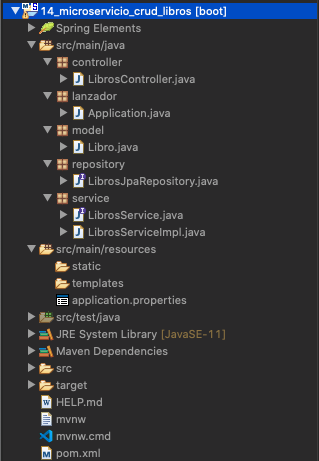 14_microservicio_crud_libros [boot]
Spring Elements
src/main/java
controller
LibrosController.java
lanzador
Application.java
model
Libro.java
repository
LibrosJpaRepository.java
service
LibrosService.java
LibrosServiceImpl.java
src/main/resources
static
templates
application.properties
src/test/java
JRE System Library [JavaSE-11]
Maven Dependencies
src
target
HELP.md
mvnw
mvnw.cmd
pom.xml